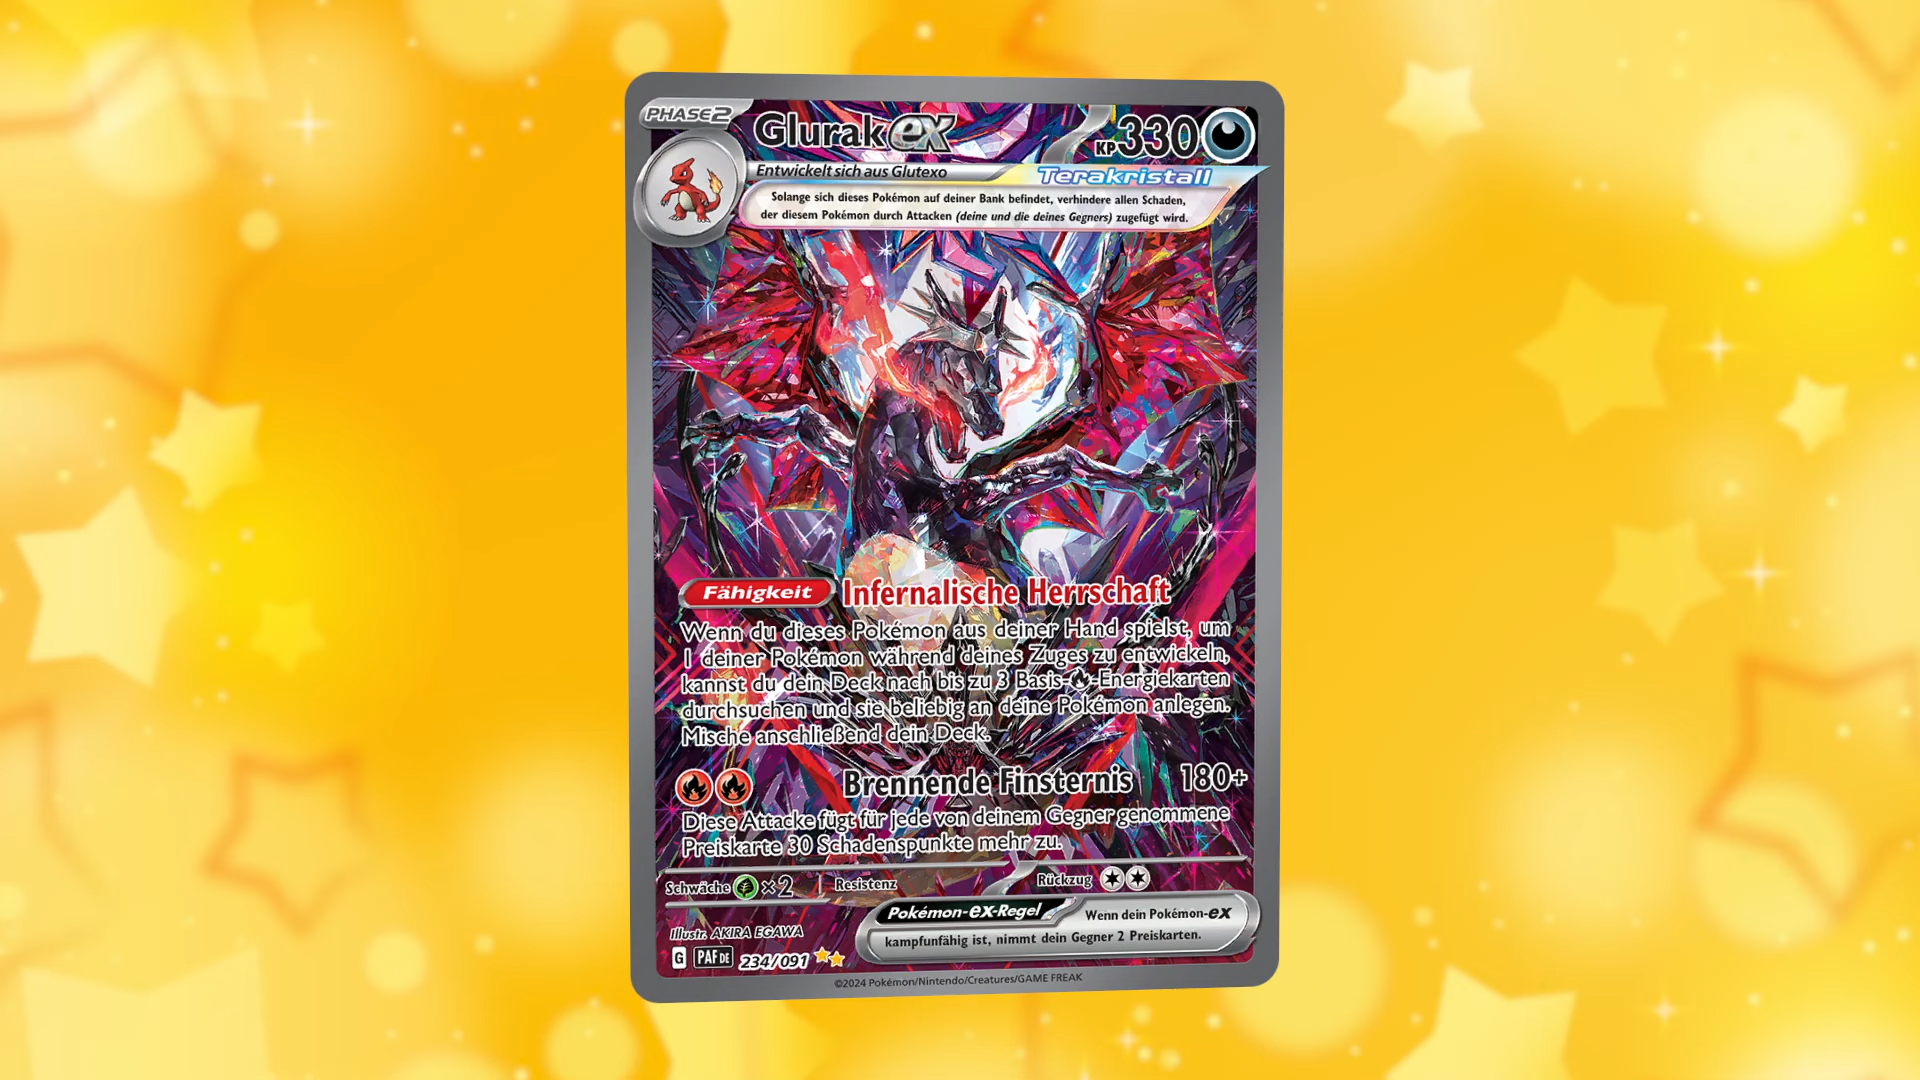 PHASE2
Glurak ex
KP 330
Entwickelt sich aus Glutexo
Terakristall
Solange sich dieses Pokémon auf deiner Bank befindet, verhindere allen Schaden,
der diesem Pokémon durch Attacken (deine und die deines Gegners) zugefügt wird.
Fähigkeit Infernalische Herrschaft
Wenn du dieses Pokémon aus deiner Hand spielst, um
1 deiner Pokémon während deines Zuges zu entwickeln,
kannst du dein Deck nach bis zu 3 Basis--Energiekarten
durchsuchen und sie beliebig an deine Pokémon anlegen.
Mische anschließend dein Deck.
Brennende Finsternis 180+
Diese Attacke fügt für jede von deinem Gegner genommene
Preiskarte 30 Schadenspunkte mehr zu.
Schwäche ×2 Resistenz Rückzug
Pokémon-ex-Regel Wenn dein Pokémon-ex
kampfunfähig ist, nimmt dein Gegner 2 Preiskarten.
Illustr. AKIRA EGAWA
G PAF DE 234/091
©2024 Pokémon/Nintendo/Creatures/GAME FREAK